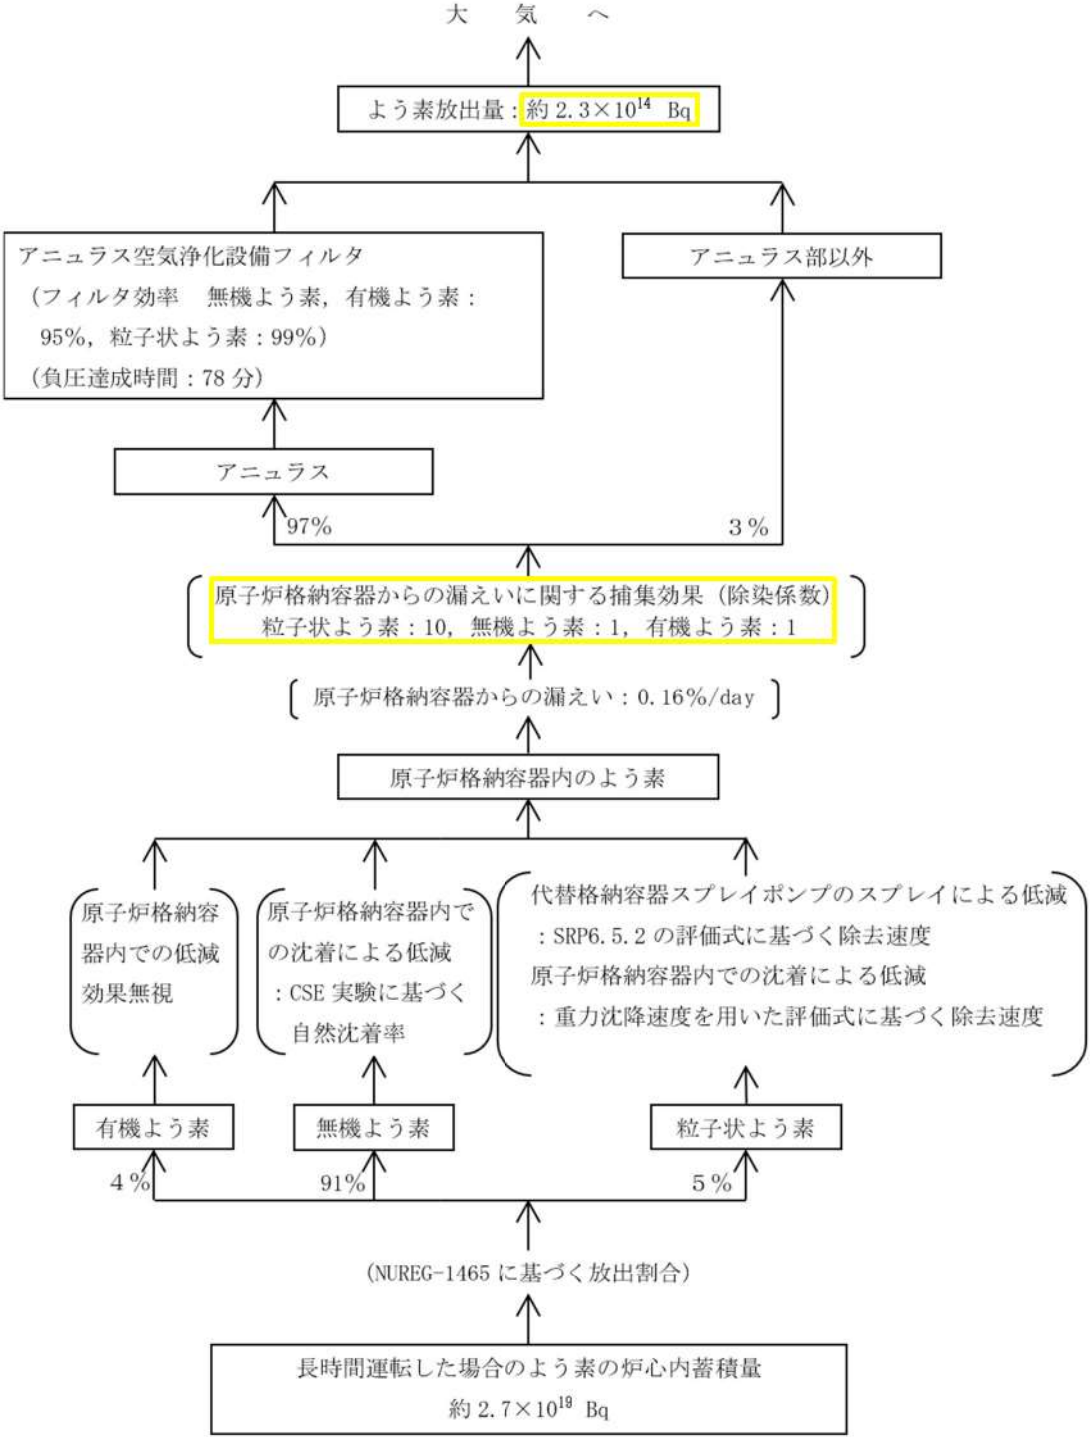 大気へ
よう素放出量：約2.3×10¹⁴ Bq
アニュラス空気浄化設備フィルタ
（フィルタ効率　無機よう素，有機よう素：
95%，粒子状よう素：99%）
（負圧達成時間：78分）
アニュラス部以外
アニュラス
97%
3%
原子炉格納容器からの漏えいに関する捕集効果（除染係数）
粒子状よう素：10，無機よう素：1，有機よう素：1
原子炉格納容器からの漏えい：0.16%/day
原子炉格納容器内のよう素
原子炉格納容
器内での低減
効果無視
原子炉格納容器内で
の沈着による低減
：CSE実験に基づく
自然沈着率
代替格納容器スプレイポンプのスプレイによる低減
：SRP6.5.2の評価式に基づく除去速度
原子炉格納容器内での沈着による低減
：重力沈降速度を用いた評価式に基づく除去速度
有機よう素
無機よう素
粒子状よう素
4%
91%
5%
（NUREG-1465に基づく放出割合）
長時間運転した場合のよう素の炉心内蓄積量
約2.7×10¹⁹ Bq